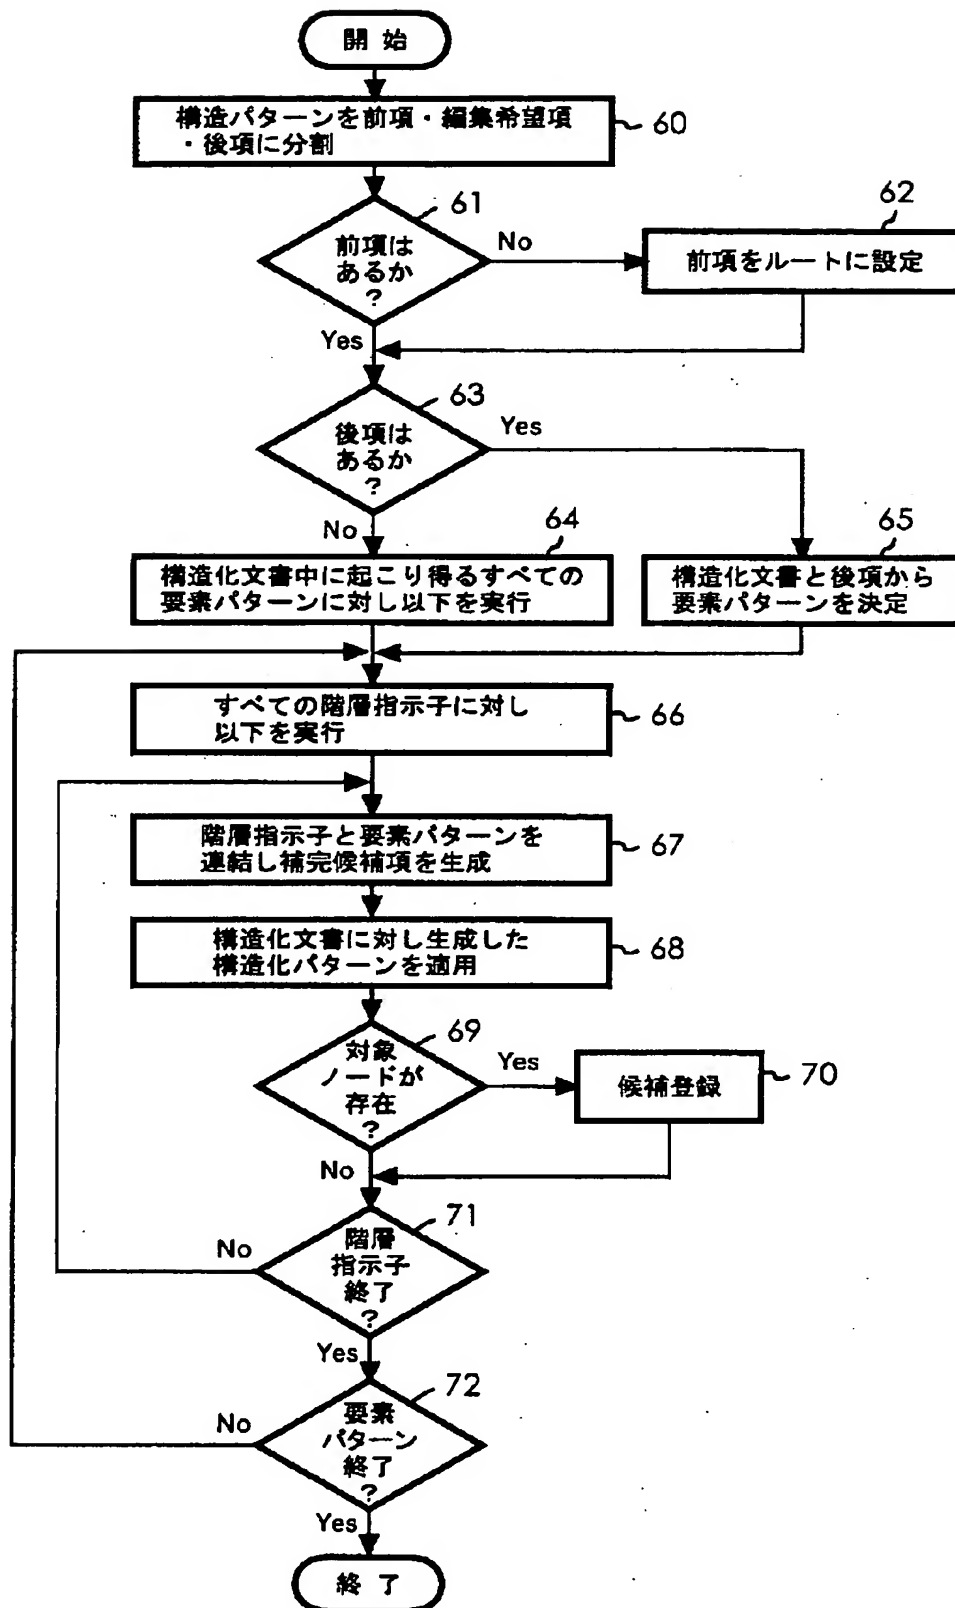 開始
構造パターンを前項・編集希望項
・後項に分割
60
61
前項は
あるか
?
No
62
前項をルートに設定
Yes
63
後項は
あるか
?
Yes
No
64
構造化文書中に起こり得るすべての
要素パターンに対し以下を実行
65
構造化文書と後項から
要素パターンを決定
すべての階層指示子に対し
以下を実行
66
階層指示子と要素パターンを
連結し補完候補項を生成
67
構造化文書に対し生成した
構造化パターンを適用
68
69
対象
ノードが
存在
?
Yes
候補登録
70
No
71
階層
指示子
終了
?
No
Yes
72
要素
パターン
終了
?
No
Yes
終了